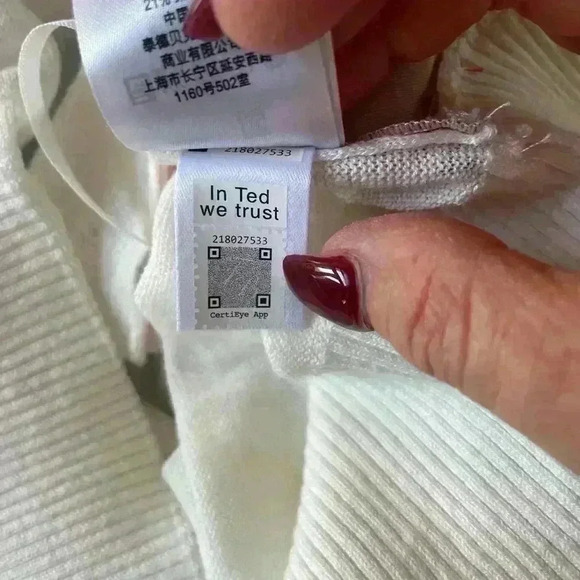 21%
中国
泰德贝
商业有限公司
上海市长宁区延安西路
1160号502室
218027533
In Ted
we trust
218027533
CertiEye App